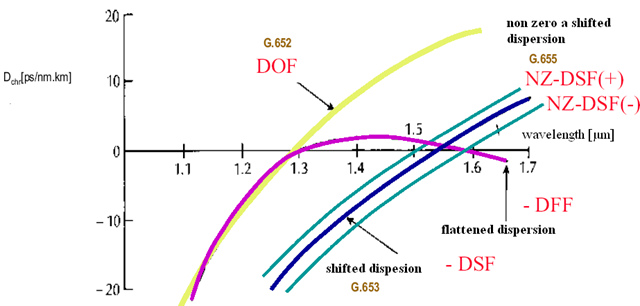 20
non zero a shifted
dispersion
G.652
DOF
G.655
D chr[ps/nm.km]
10
NZ-DSF(+)
NZ-DSF(-)
1.5
wavelength [µm]
0
1.1
1.2
1.3
1.4
1.6
1.7
- DFF
-10
flattened dispersion
shifted dispesion
- DSF
G.653
-20